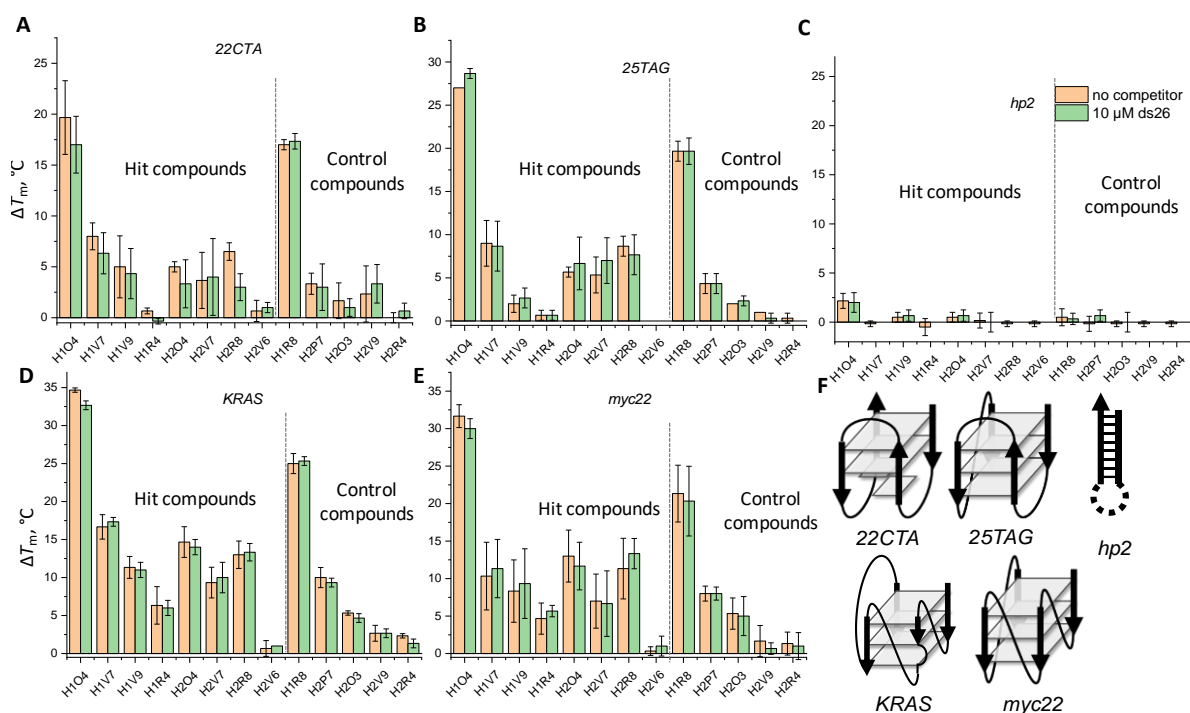 A
22CTA
ΔTm, °C
25
20
15
10
5
0
Hit compounds
Control
compounds
H1O4 H1V7 H1V9 H1R4 H2O4 H2V7 H2R8 H2V6 H1R8 H2P7 H2O3 H2V9 H2R4
B
25TAG
30
25
20
15
10
5
0
Hit compounds
Control
compounds
H1O4 H1V7 H1V9 H1R4 H2O4 H2V7 H2R8 H2V6 H1R8 H2P7 H2O3 H2V9 H2R4
C
hp2
no competitor
10 µM ds26
25
20
15
10
5
0
Hit compounds
Control
compounds
H1O4 H1V7 H1V9 H1R4 H2O4 H2V7 H2R8 H2V6 H1R8 H2P7 H2O3 H2V9 H2R4
D
KRAS
ΔTm, °C
35
30
25
20
15
10
5
0
Hit compounds
Control
compounds
H1O4 H1V7 H1V9 H1R4 H2O4 H2V7 H2R8 H2V6 H1R8 H2P7 H2O3 H2V9 H2R4
E
myc22
35
30
25
20
15
10
5
0
Hit compounds
Control
compounds
H1O4 H1V7 H1V9 H1R4 H2O4 H2V7 H2R8 H2V6 H1R8 H2P7 H2O3 H2V9 H2R4
F
22CTA
25TAG
hp2
KRAS
myc22